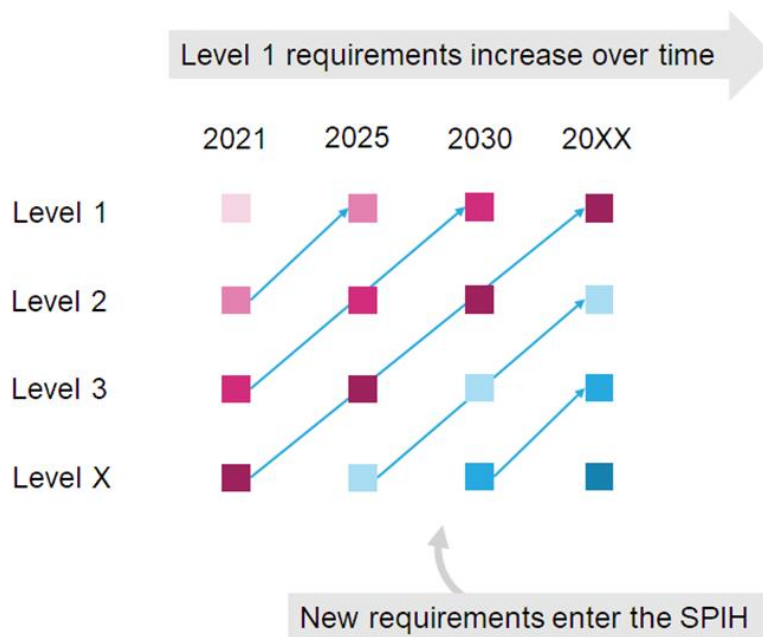 Level 1 requirements increase over time
2021 2025 2030 20XX
Level 1
Level 2
Level 3
Level X
New requirements enter the SPIH